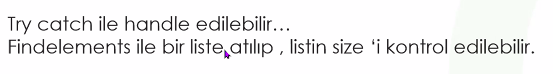 Try catch ile handle edilebilir…
Findelements ile bir liste atılıp , listin size ‘i kontrol edilebilir.